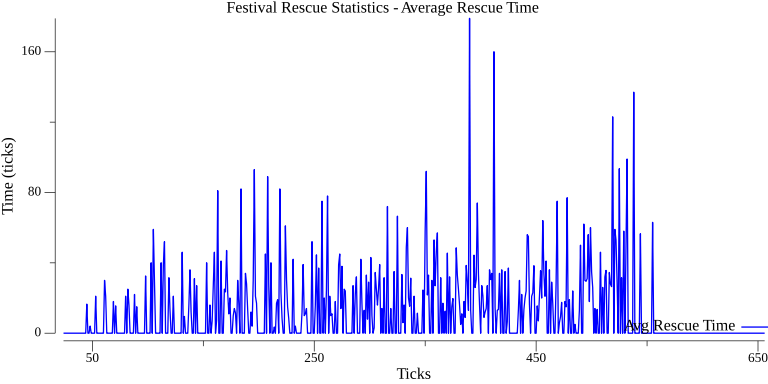 Festival Rescue Statistics - Average Rescue Time
160
80
0
Time (ticks)
Avg Rescue Time
50
250
450
650
Ticks